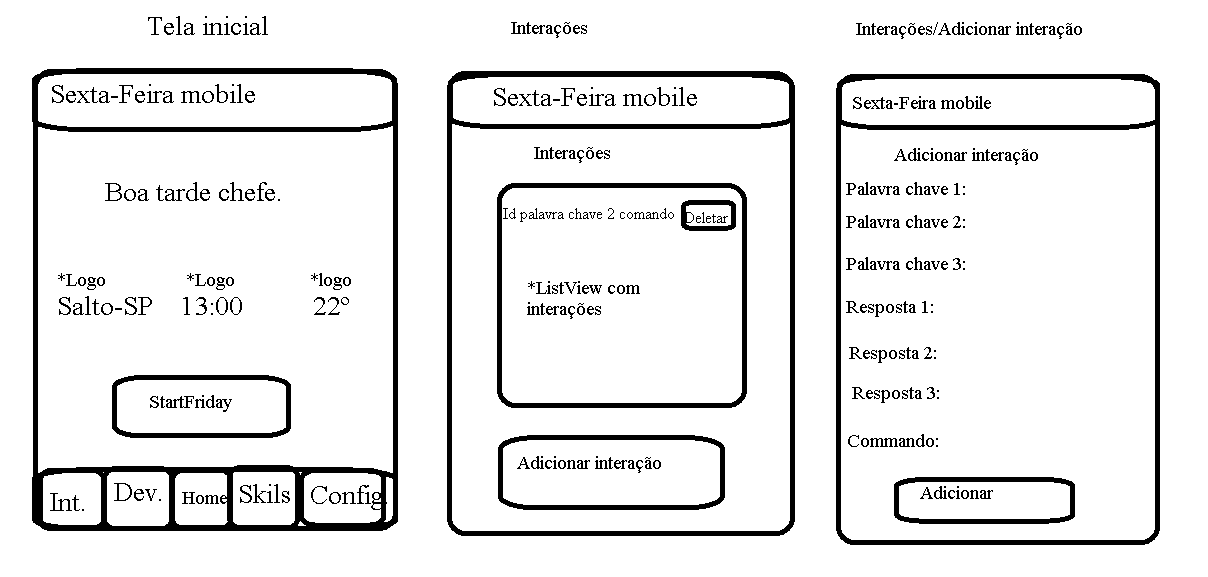 Tela inicial
Sexta-Feira mobile
Boa tarde chefe.
*Logo *Logo *logo
Salto-SP 13:00 22°
StartFriday
Int. Dev. Home Skils Config.
Interações
Sexta-Feira mobile
Interações
Id palavra chave 2 comando Deletar
*ListView com
interações
Adicionar interação
Interações/Adicionar interação
Sexta-Feira mobile
Adicionar interação
Palavra chave 1:
Palavra chave 2:
Palavra chave 3:
Resposta 1:
Resposta 2:
Resposta 3:
Commando:
Adicionar